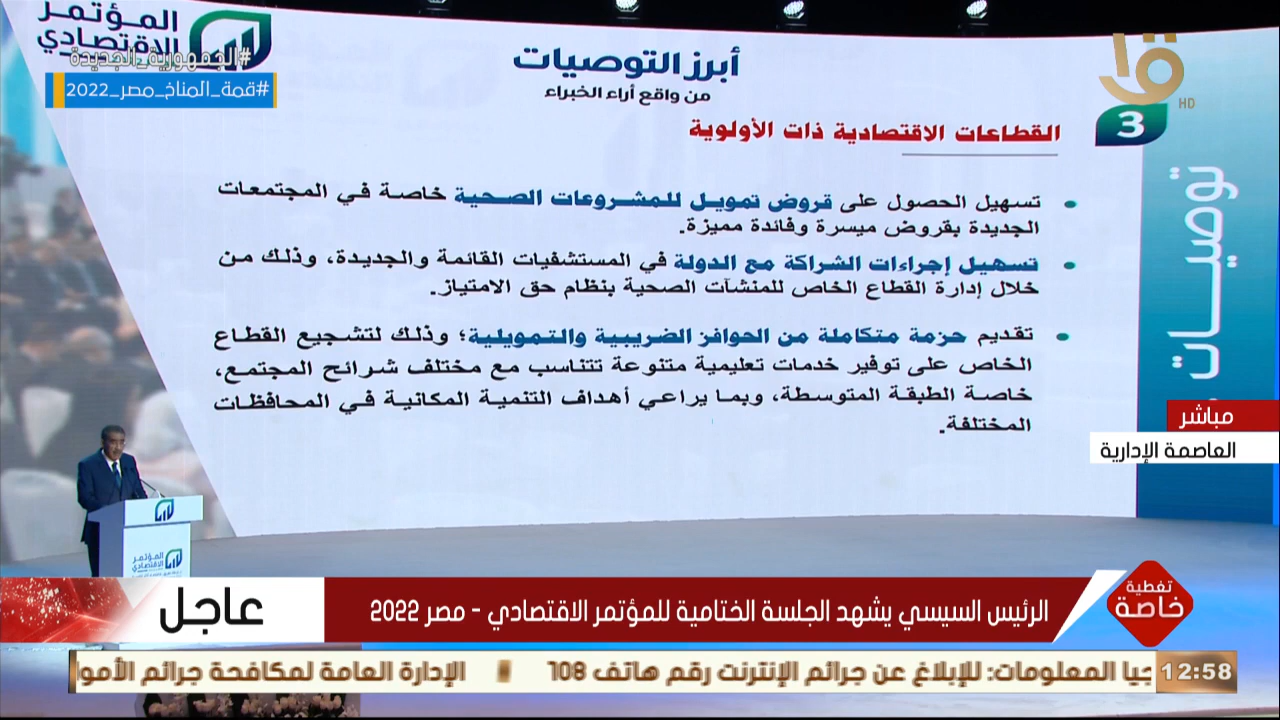 المؤتمر
الاقتصادي
#الجمهورية_الجديدة
#قمة_المناخ_مصر_2022
أبرز التوصيات
من واقع أراء الخبراء
HD
3
القطاعات الاقتصادية ذات الأولوية
توصيـــات
• تسهيل الحصول على قروض تمويل للمشروعات الصحية خاصة في المجتمعات
الجديدة بقروض ميسرة وفائدة مميزة.
• تسهيل إجراءات الشراكة مع الدولة في المستشفيات القائمة والجديدة، وذلك من
خلال إدارة القطاع الخاص للمنشآت الصحية بنظام حق الامتياز.
• تقديم حزمة متكاملة من الحوافز الضريبية والتمويلية؛ وذلك لتشجيع القطاع
الخاص على توفير خدمات تعليمية متنوعة تتناسب مع مختلف شرائح المجتمع،
خاصة الطبقة المتوسطة، وبما يراعي أهداف التنمية المكانية في المحافظات
المختلفة.
مباشر
العاصمة الإدارية
المؤتمر
الاقتصادي
تغطية
خاصة
الرئيس السيسي يشهد الجلسة الختامية للمؤتمر الاقتصادي - مصر 2022
عاجل
12:58
جيا المعلومات: للإبلاغ عن جرائم الإنترنت رقم هاتف 108 الإدارة العامة لمكافحة جرائم الأموا